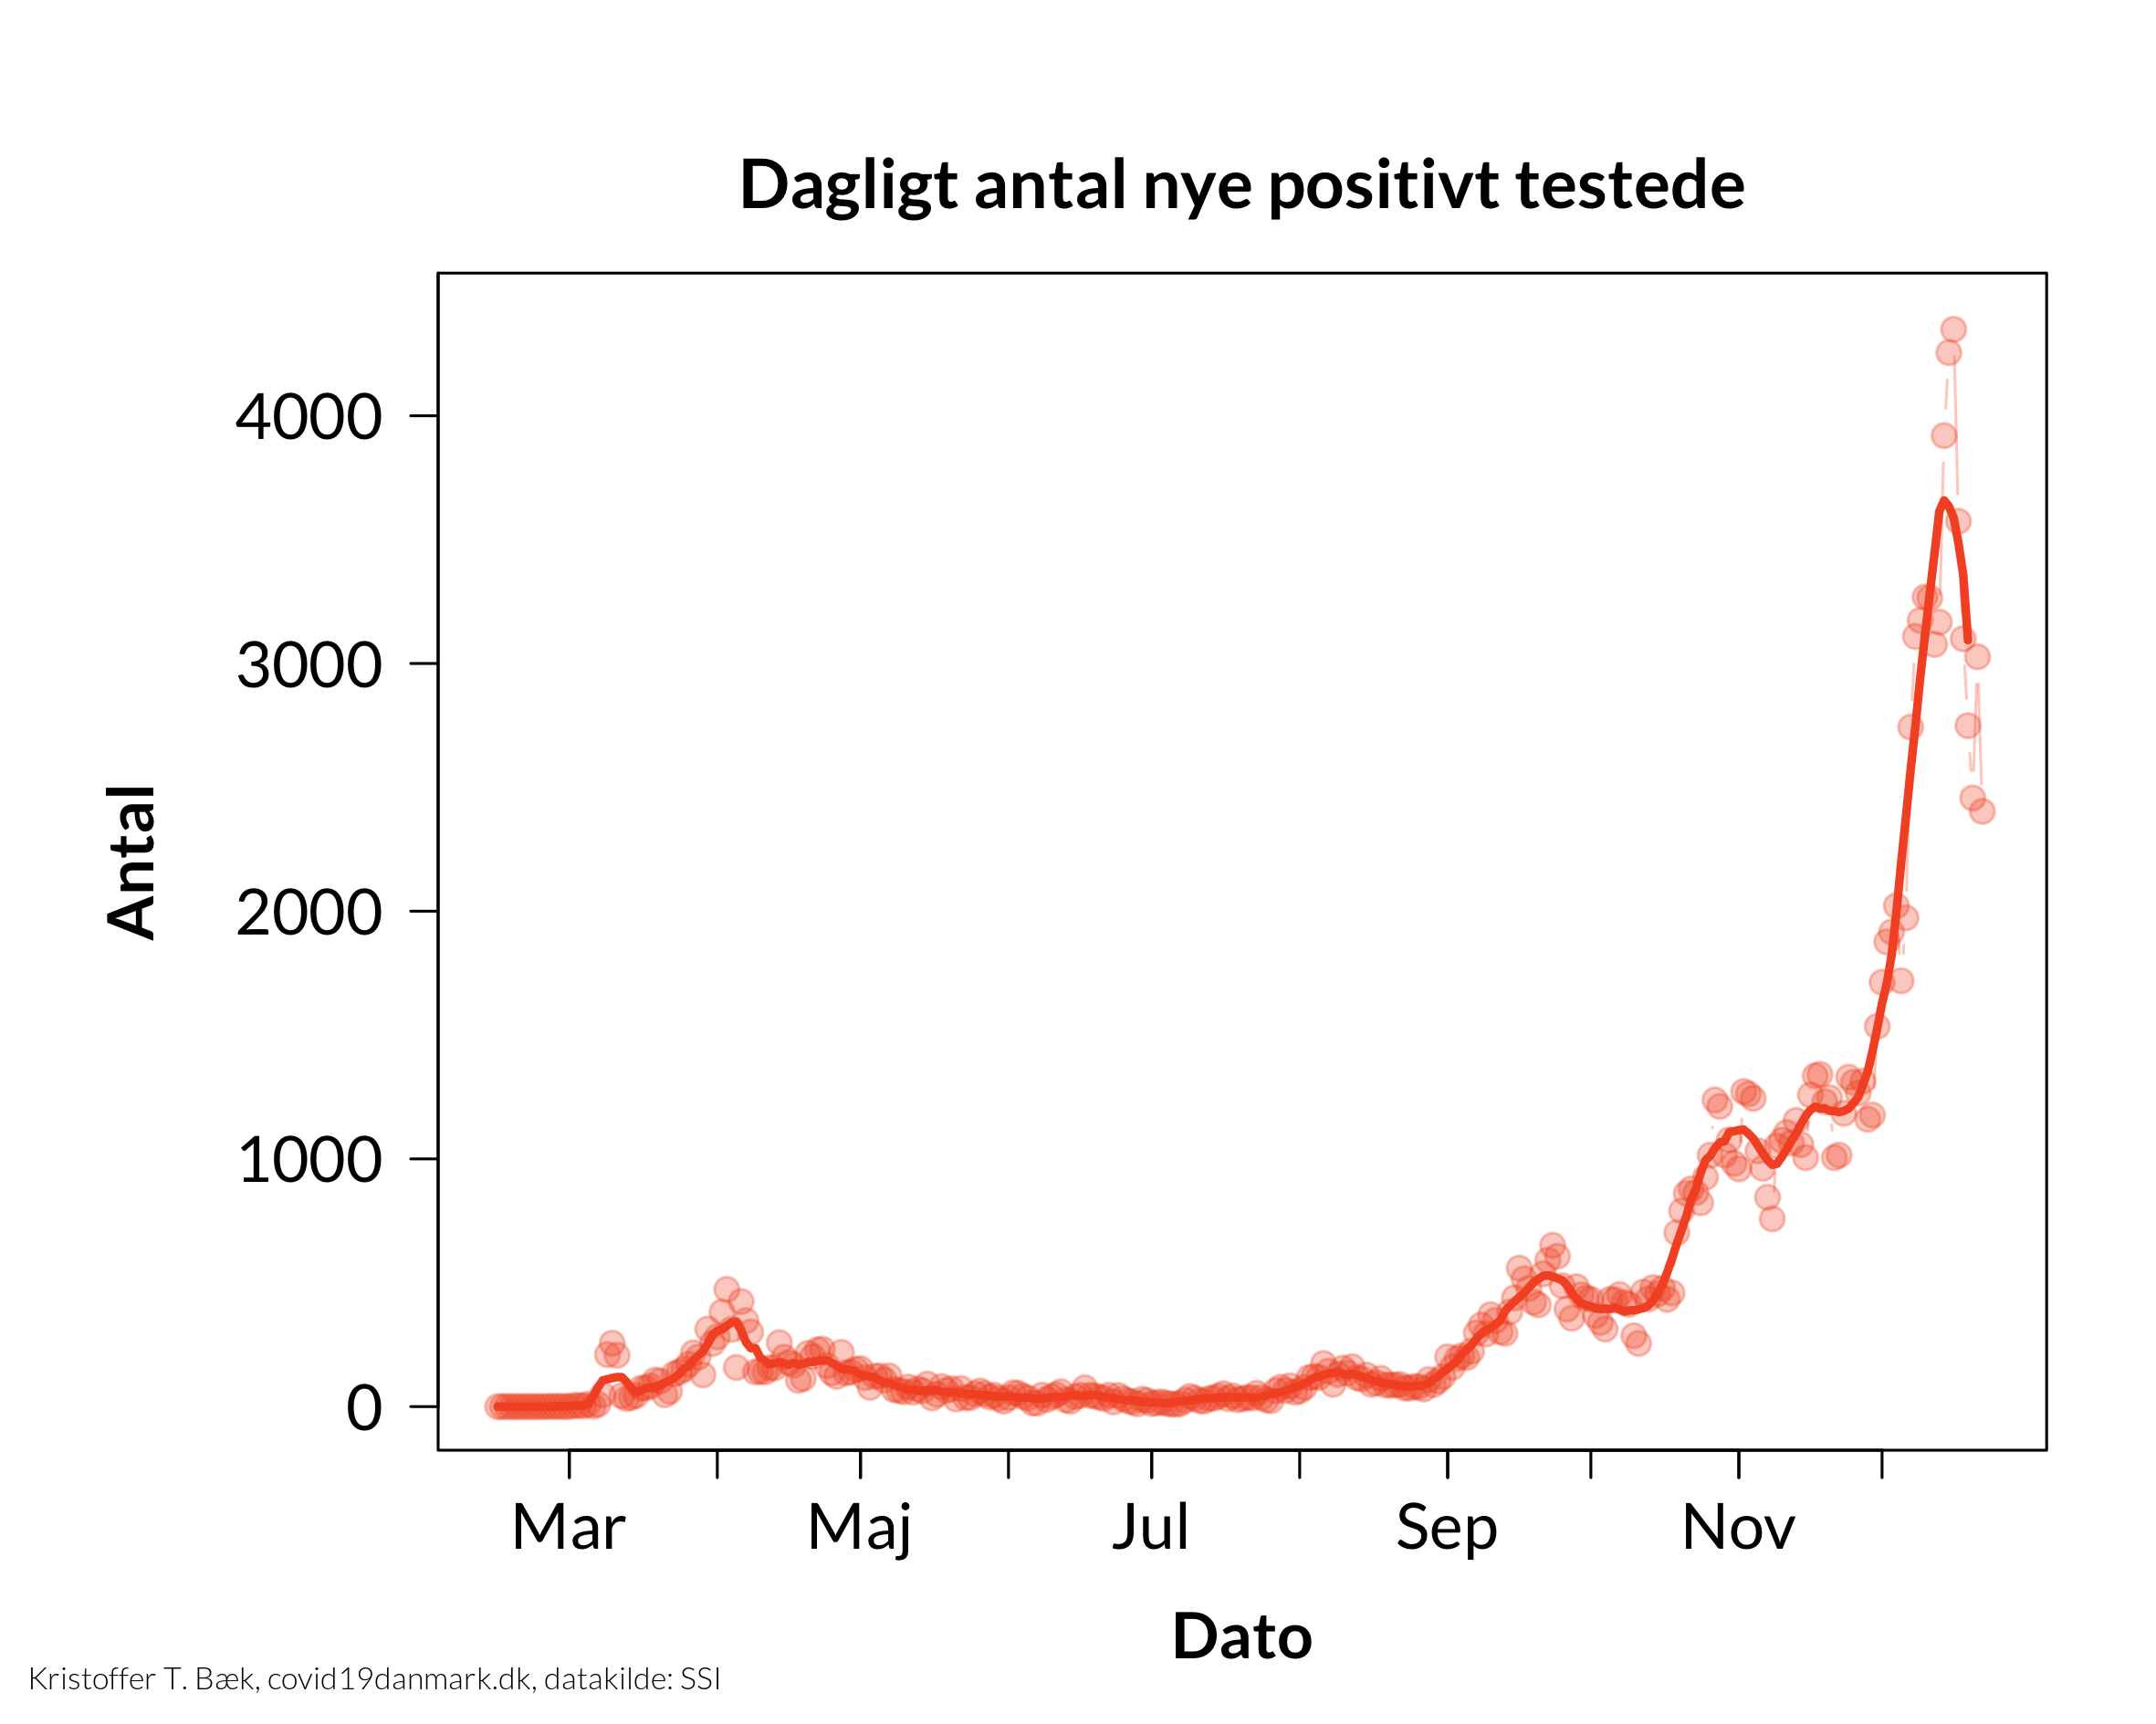 Dagligt antal nye positivt testede
Antal
4000
3000
2000
1000
0
Mar
Maj
Jul
Sep
Nov
Dato
Kristoffer T. Bæk, covid19danmark.dk, datakilde: SSI